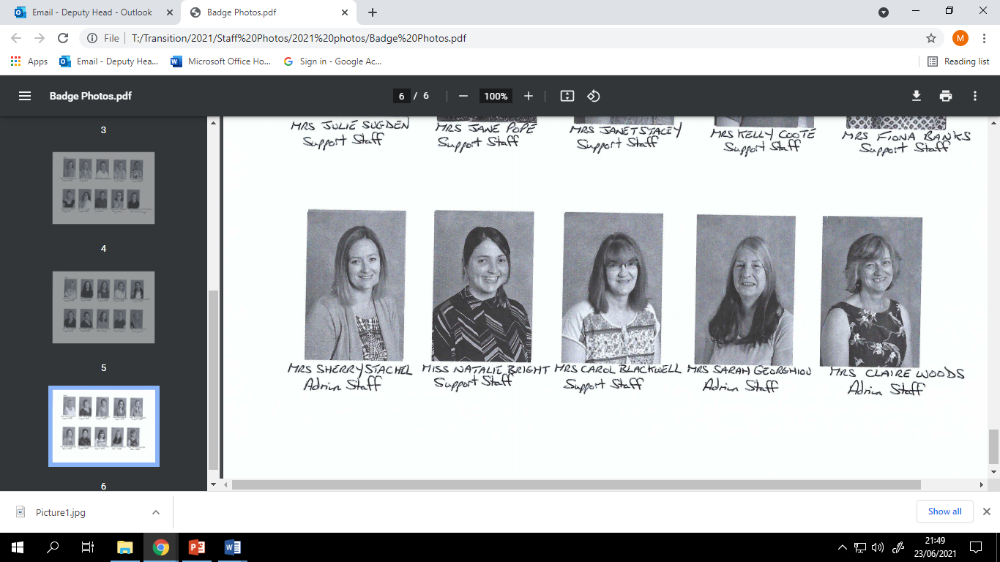 Email - Deputy Head - Outlook
Badge Photos.pdf
File
T:/Transition/2021/Staff%20Photos/2021%20photos/Badge%20Photos.pdf
M
Apps
Email - Deputy Hea...
Microsoft Office Ho...
Sign in - Google Ac...
Reading list
Badge Photos.pdf
6 / 6
100%
3
4
5
6
MRS JULIE SUGDEN
Support Staff
MRS JANE POPE
Support Staff
MRS JANET STACEY
Support Staff
MRS KELLY COOTE
Support Staff
MRS FIONA BANKS
Support Staff
MRS SHERRY STACHEL
Admin Staff
MISS NATALIE BRIGHT
Support Staff
MRS CAROL BLACKWELL
Support Staff
MRS SARAH GEORGHIOU
Admin Staff
MRS CLAIRE WOODS
Admin Staff
Picture1.jpg
Show all
21:49
23/06/2021